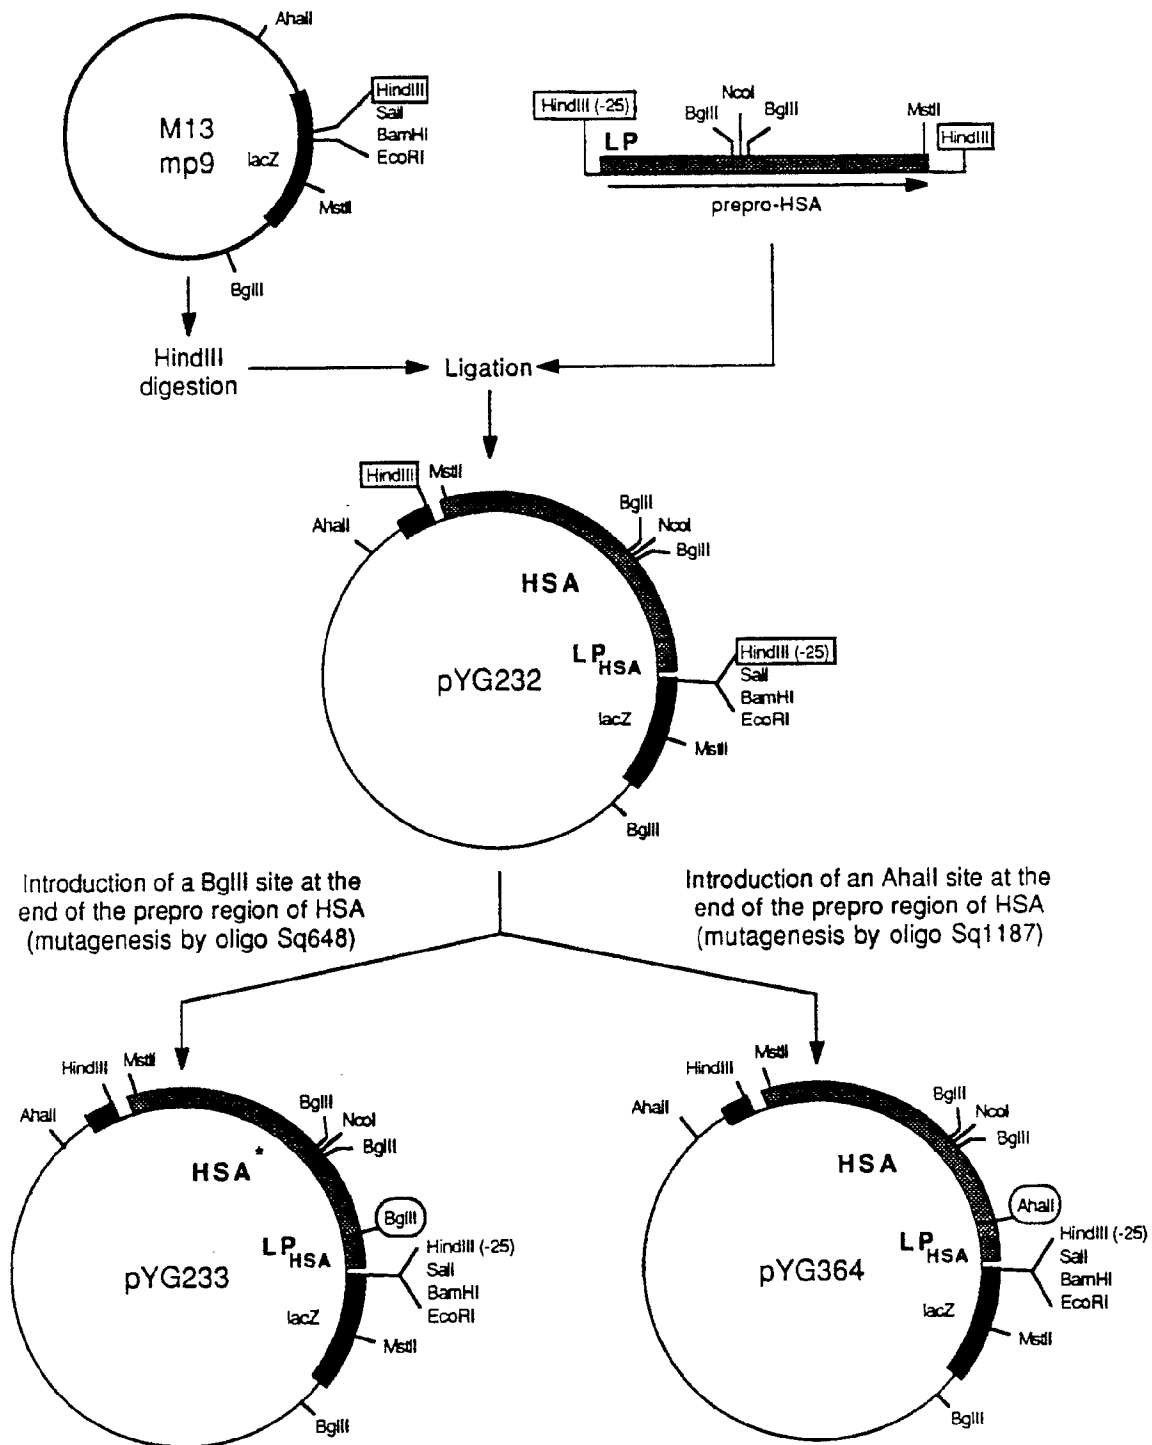 AhaII
HindIII
SalI
BamHI
EcoRI
M13
mp9
lacZ
MstII
BglII
HindIII (-25)
LP
BglII
NcoI
BglII
MstII
HindIII
prepro-HSA
HindIII
digestion
Ligation
HindIII
MstII
AhaII
BglII
NcoI
BglII
HSA
LP HSA
HindIII (-25)
SalI
BamHI
EcoRI
pYG232
lacZ
MstII
BglII
Introduction of a BglII site at the
end of the prepro region of HSA
(mutagenesis by oligo Sq648)
Introduction of an AhaII site at the
end of the prepro region of HSA
(mutagenesis by oligo Sq1187)
HindIII
MstII
AhaII
BglII
NcoI
BglII
HSA*
BglII
LP HSA
HindIII (-25)
SalI
BamHI
EcoRI
pYG233
lacZ
MstII
BglII
HindIII
MstII
AhaII
BglII
NcoI
BglII
HSA
AhaII
LP HSA
HindIII (-25)
SalI
BamHI
EcoRI
pYG364
lacZ
MstII
BglII